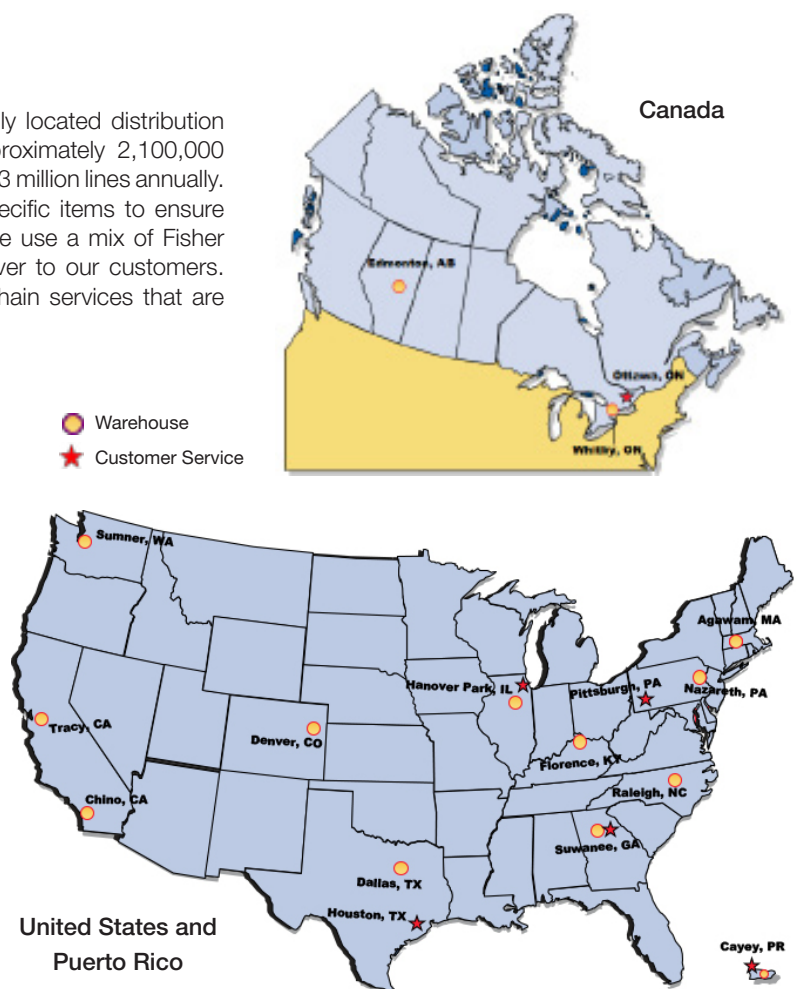 ly located distribution
proximately 2,100,000
3 million lines annually.
ecific items to ensure
e use a mix of Fisher
ver to our customers.
hain services that are
Canada
Edmonton, AB
Ottawa, ON
Whitby, ON
Warehouse
Customer Service
Sumner, WA
Agawam, MA
Hanover Park, IL
Pittsburgh, PA
Nazareth, PA
Tracy, CA
Denver, CO
Florence, KY
Chino, CA
Raleigh, NC
Suwanee, GA
Dallas, TX
Houston, TX
United States and
Puerto Rico
Cayey, PR